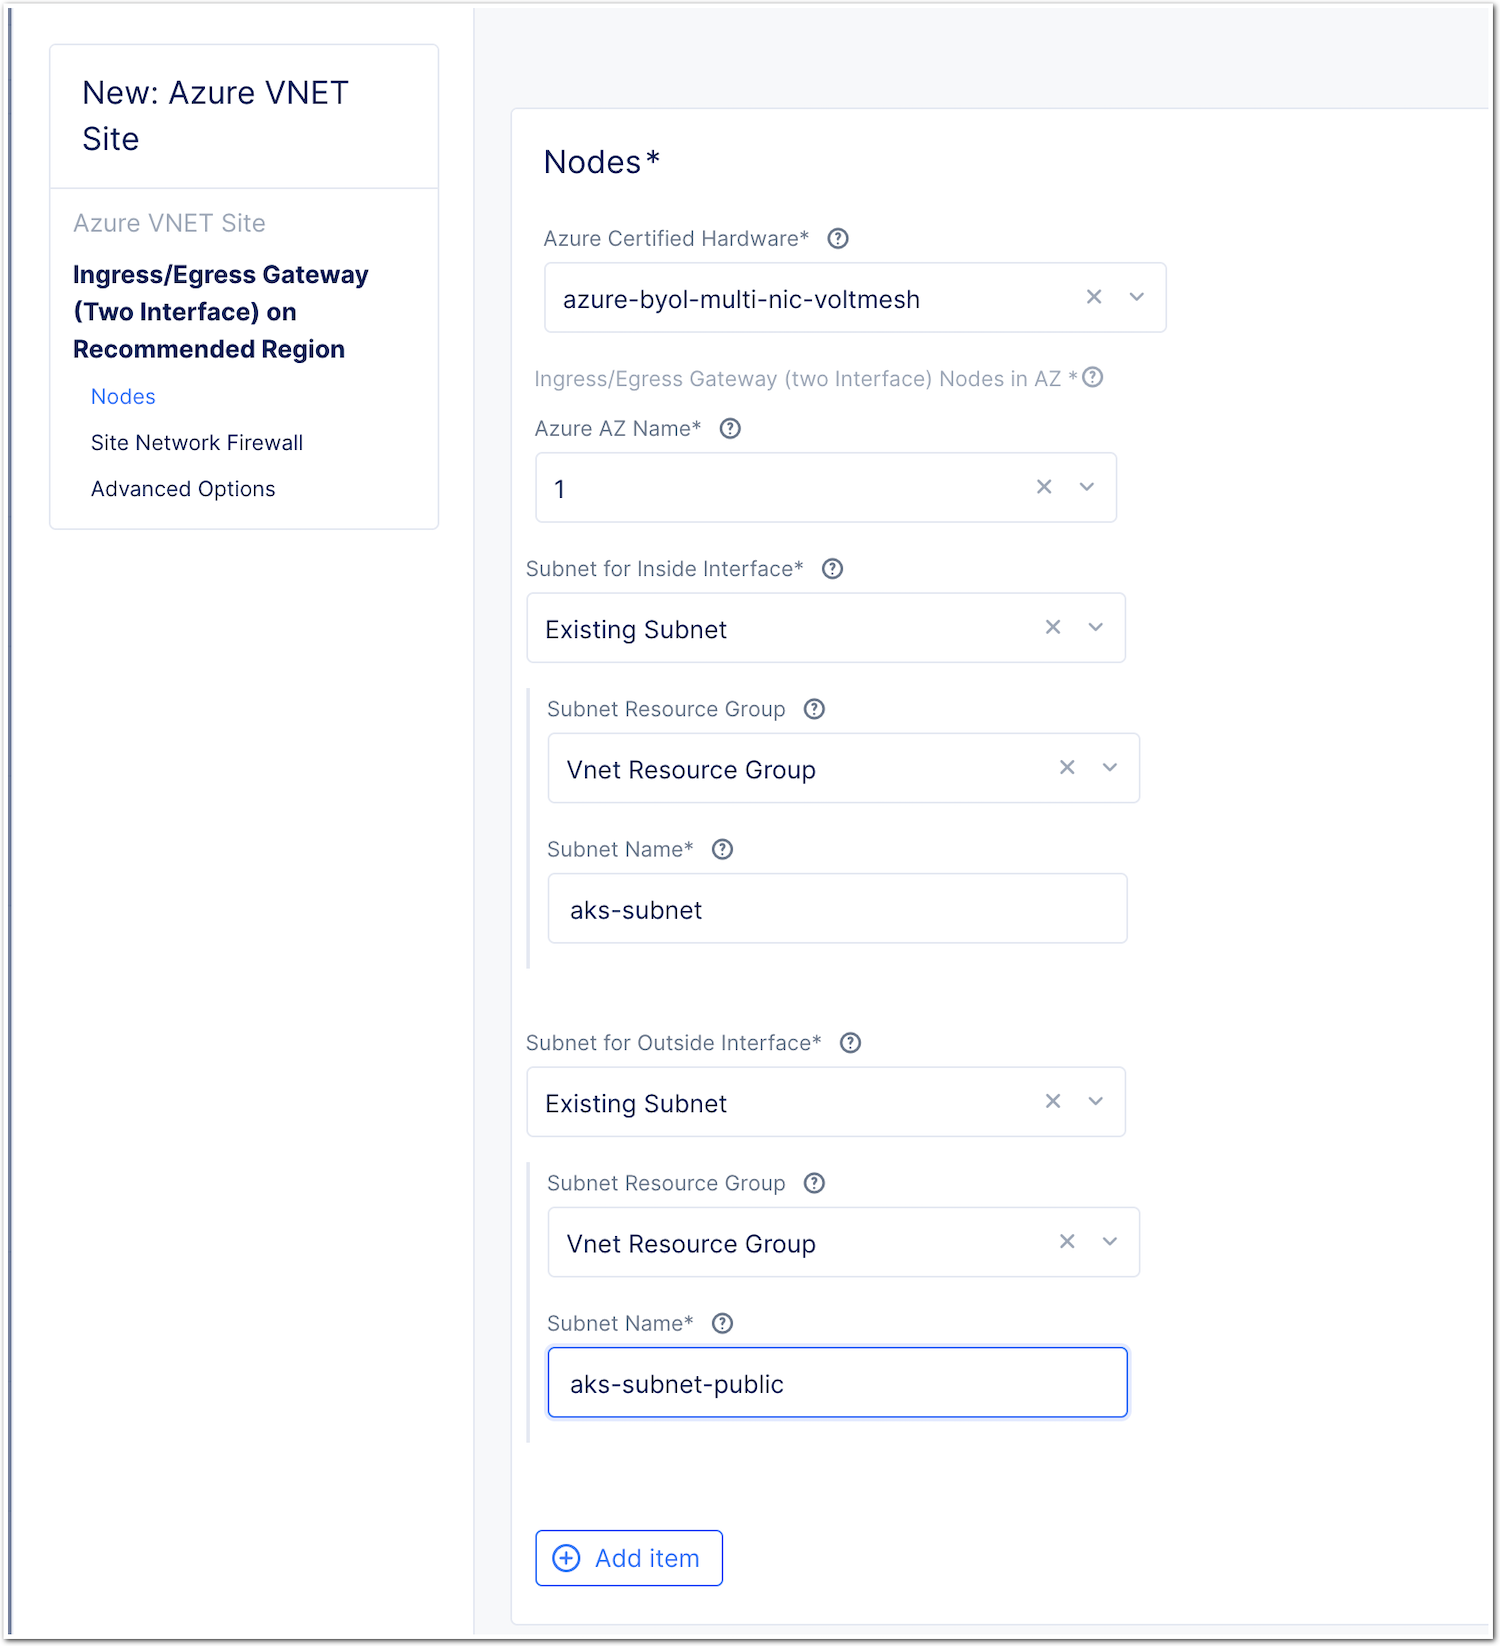 New: Azure VNET
Site
Azure VNET Site
Ingress/Egress Gateway
(Two Interface) on
Recommended Region
Nodes
Site Network Firewall
Advanced Options
Nodes*
Azure Certified Hardware*
azure-byol-multi-nic-voltmesh
Ingress/Egress Gateway (two Interface) Nodes in AZ *
Azure AZ Name*
1
Subnet for Inside Interface*
Existing Subnet
Subnet Resource Group
Vnet Resource Group
Subnet Name*
aks-subnet
Subnet for Outside Interface*
Existing Subnet
Subnet Resource Group
Vnet Resource Group
Subnet Name*
aks-subnet-public
Add item